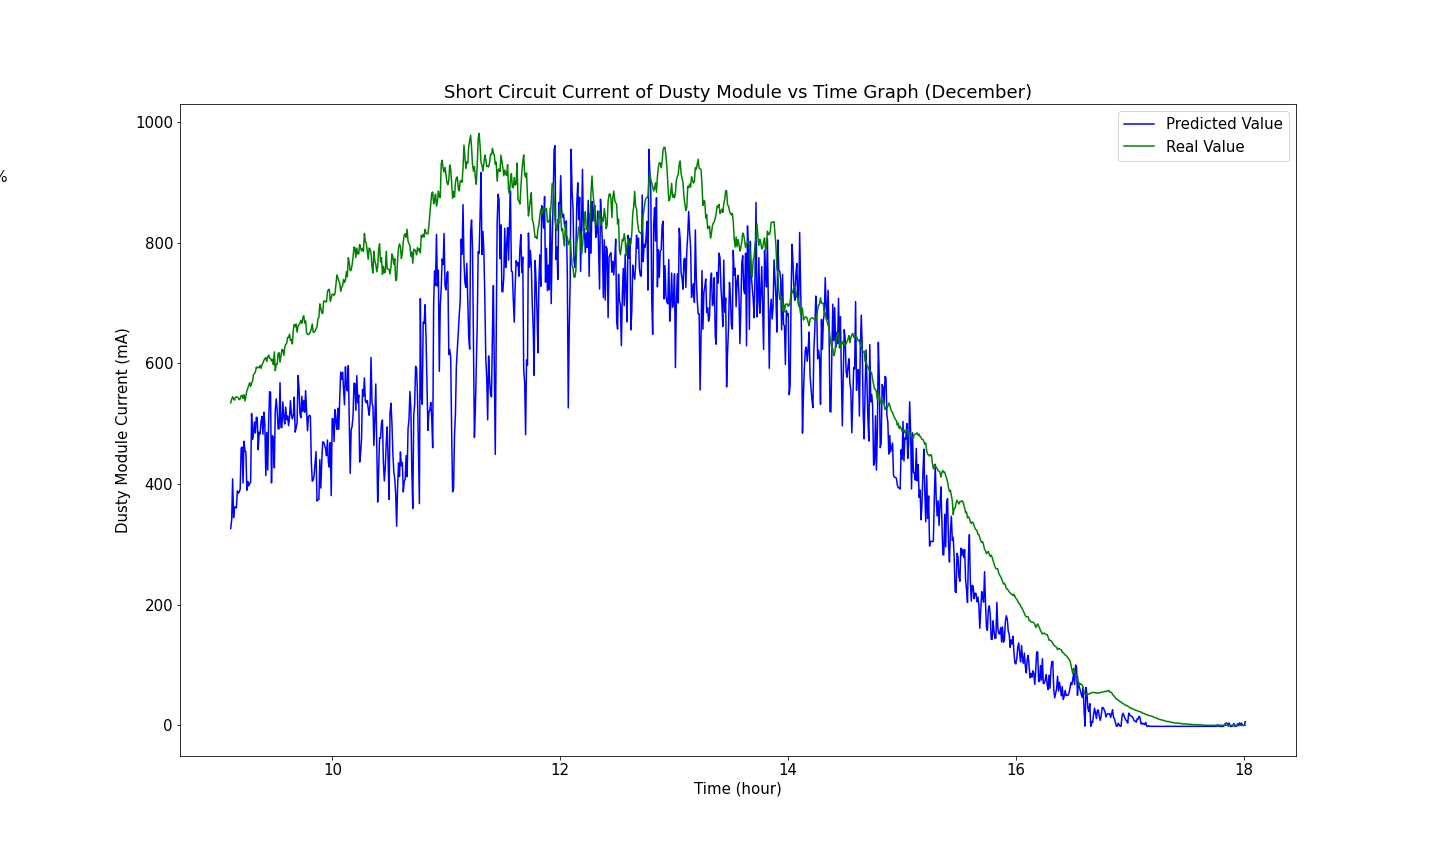 Short Circuit Current of Dusty Module vs Time Graph (December)
1000
800
600
400
200
0
Dusty Module Current (mA)
%
Predicted Value
Real Value
10 12 14 16 18
Time (hour)